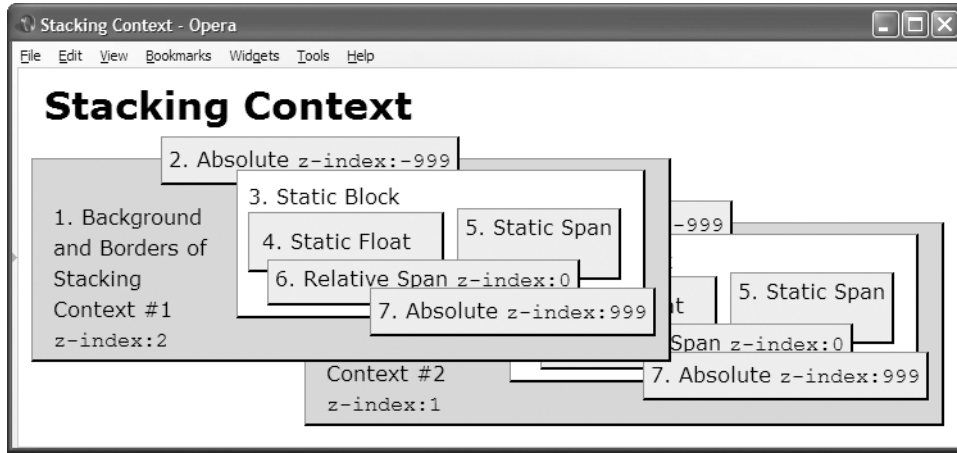 Stacking Context - Opera
File Edit View Bookmarks Widgets Tools Help
Stacking Context
2. Absolute z-index:-999
3. Static Block
1. Background
and Borders of
Stacking
Context #1
z-index:2
4. Static Float
5. Static Span
6. Relative Span z-index:0
7. Absolute z-index:999
-999
5. Static Span
Span z-index:0
7. Absolute z-index:999
Context #2
z-index:1